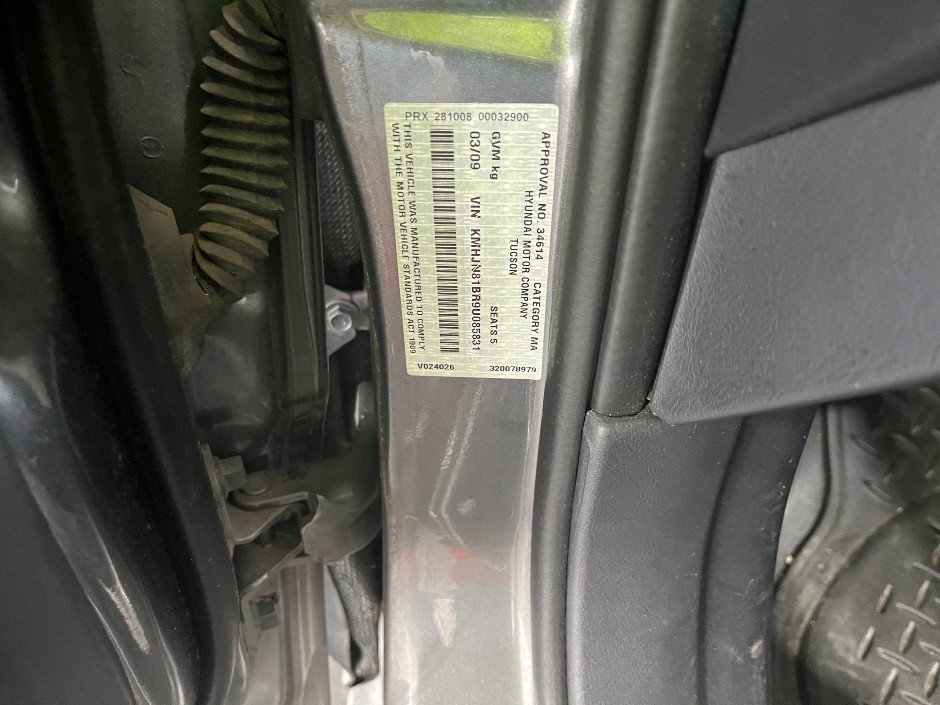 PRX 281008 00032900
APPROVAL NO. 34614 CATEGORY MA
HYUNDAI MOTOR COMPANY
TUCSON
GVM kg SEATS 5
03/09 VIN KMHJN81BR9U085831
THIS VEHICLE WAS MANUFACTURED TO COMPLY
WITH THE MOTOR VEHICLE STANDARDS ACT 1989
V024026 320078979